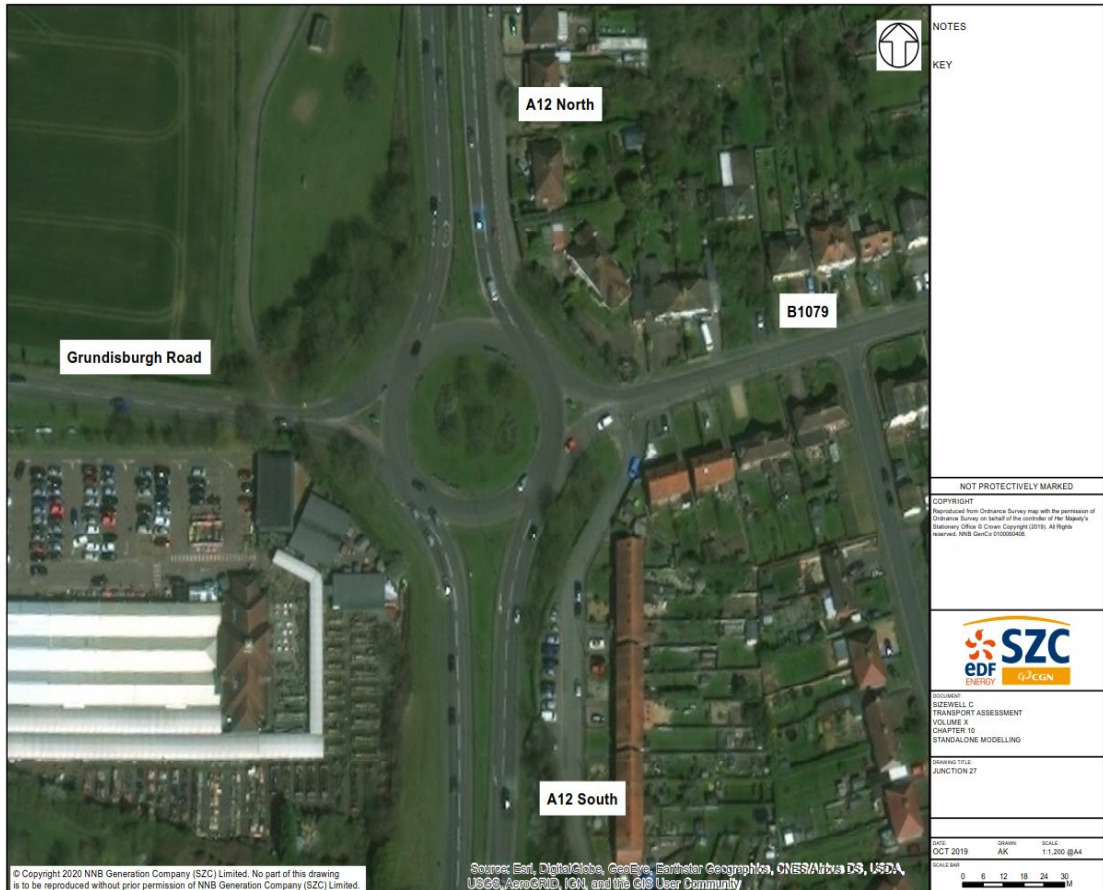 A12 North
B1079
Grundisburgh Road
A12 South
© Copyright 2020 NNB Generation Company (SZC) Limited. No part of this drawing
is to be reproduced without prior permission of NNB Generation Company (SZC) Limited.
Source: Esri, DigitalGlobe, GeoEye, Earthstar Geographics, CNES/Airbus DS, USDA,
USGS, AeroGRID, IGN, and the GIS User Community
NOTES
KEY
NOT PROTECTIVELY MARKED
COPYRIGHT
Reproduced from Ordnance Survey map with the permission of
Ordnance Survey on behalf of the controller of Her Majesty's
Stationery Office © Crown Copyright (2019). All Rights
reserved. NNB GenCo 0100060408.
edf
ENERGY
SZC
CGN
DOCUMENT:
SIZEWELL C
TRANSPORT ASSESSMENT
VOLUME X
CHAPTER 10
STANDALONE MODELLING
DRAWING TITLE:
JUNCTION 27
DATE: DRAWN: SCALE:
OCT 2019 AK 1:1,200 @A4
SCALE BAR
0 6 12 18 24 30
M